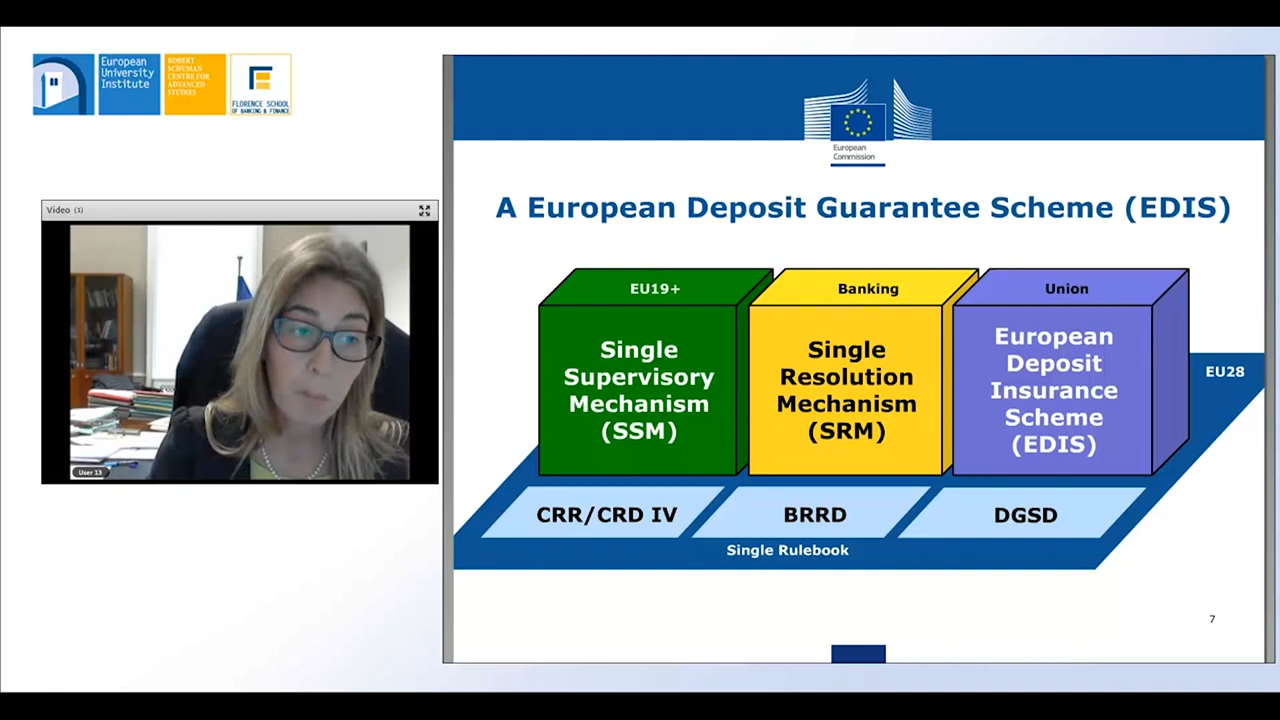 European
University
Institute
ROBERT
SCHUMAN
CENTRE FOR
ADVANCED
STUDIES
FLORENCE SCHOOL
OF BANKING & FINANCE
Video (1)
User 13
European
Commission
A European Deposit Guarantee Scheme (EDIS)
EU19+
Banking
Union
Single
Supervisory
Mechanism
(SSM)
Single
Resolution
Mechanism
(SRM)
European
Deposit
Insurance
Scheme
(EDIS)
EU28
CRR/CRD IV
BRRD
DGSD
Single Rulebook
7